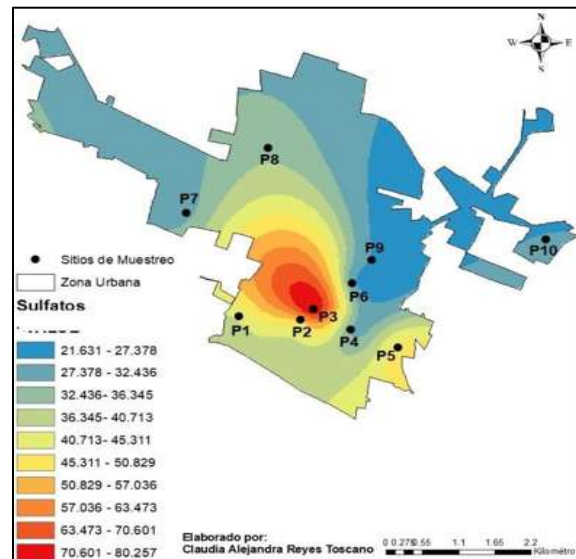 N
W E
S
P8
P7
P9
P10
P6
P3
P1
P2
P4
P5
Sitios de Muestreo
Zona Urbana
Sulfatos
21.631 - 27.378
27.378 - 32.436
32.436 - 36.345
36.345 - 40.713
40.713 - 45.311
45.311 - 50.829
50.829 - 57.036
57.036 - 63.473
63.473 - 70.601
70.601 - 80.257
Elaborado por:
Claudia Alejandra Reyes Toscano
0 0.275 0.55 1.1 1.65 2.2
Kilómetro